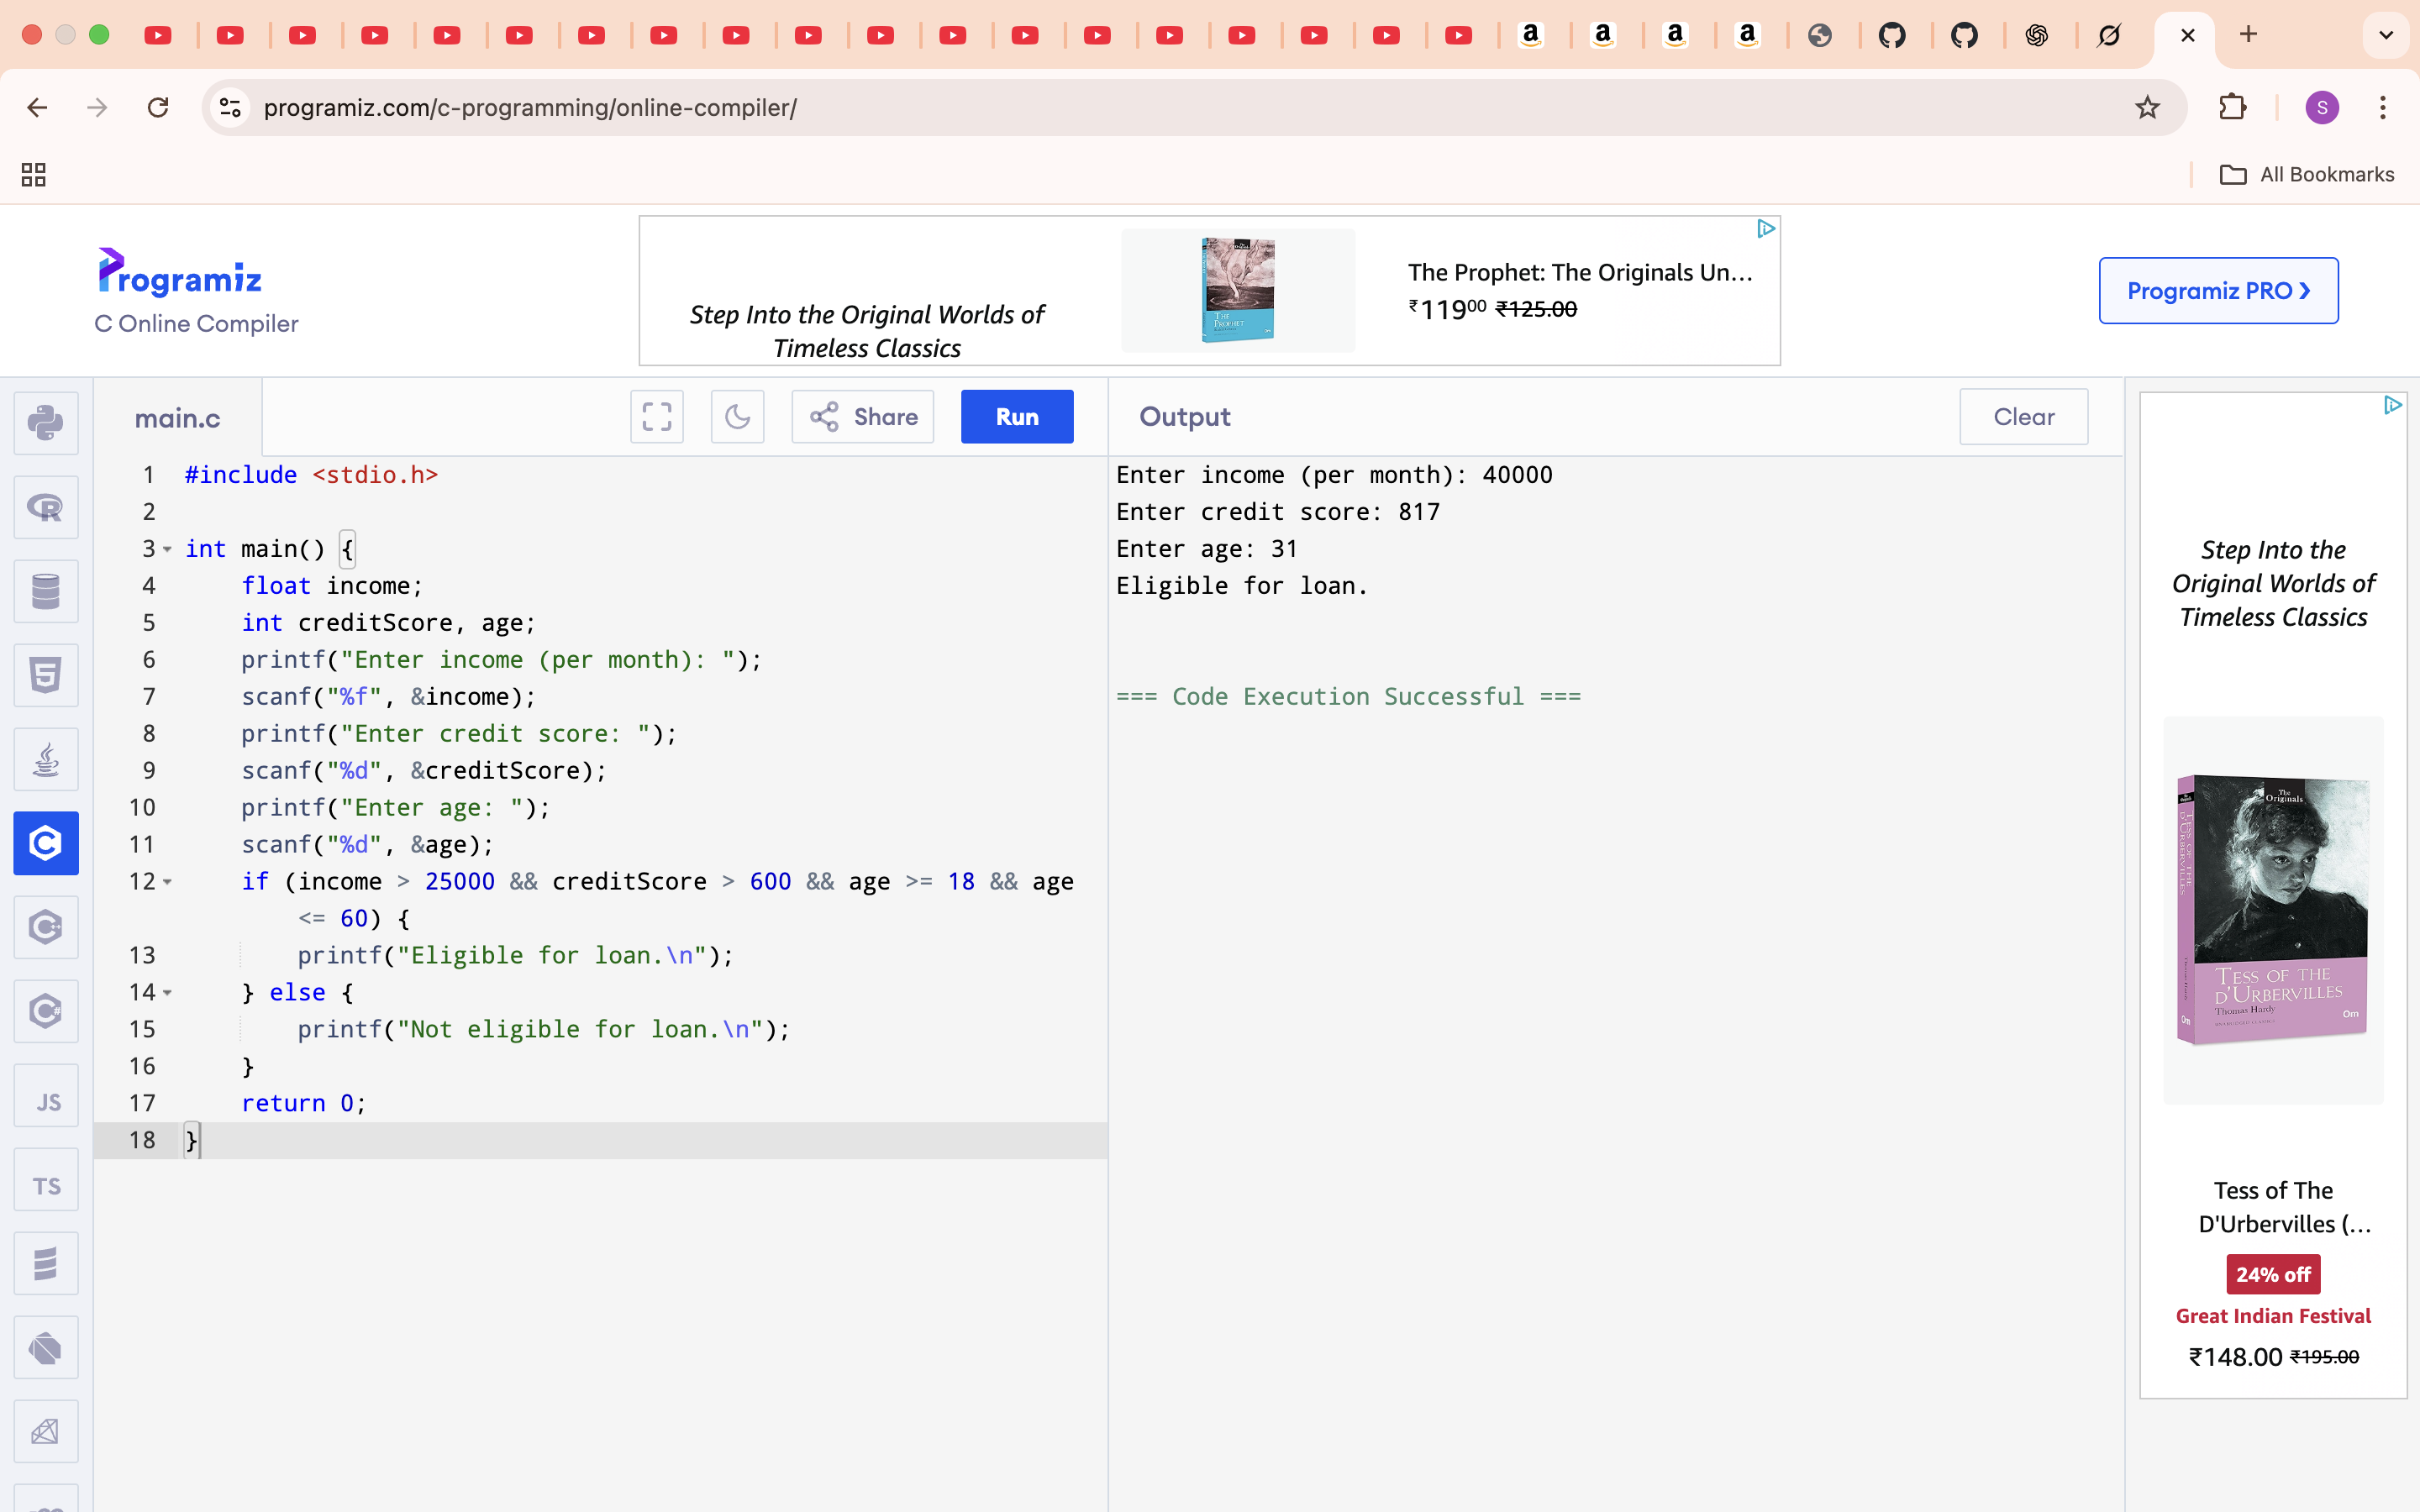 programiz.com/c-programming/online-compiler/
S
All Bookmarks
Programiz
C Online Compiler
Step Into the Original Worlds of
Timeless Classics
THE PROPHET
The Prophet: The Originals Un...
₹119⁰⁰ ₹125.00
Programiz PRO ❯
main.c
Share
Run
Output
Clear
1 #include <stdio.h>
2
3 int main() {
4     float income;
5     int creditScore, age;
6     printf("Enter income (per month): ");
7     scanf("%f", &income);
8     printf("Enter credit score: ");
9     scanf("%d", &creditScore);
10     printf("Enter age: ");
11     scanf("%d", &age);
12     if (income > 25000 && creditScore > 600 && age >= 18 && age
        <= 60) {
13         printf("Eligible for loan.\n");
14     } else {
15         printf("Not eligible for loan.\n");
16     }
17     return 0;
18 }
Enter income (per month): 40000
Enter credit score: 817
Enter age: 31
Eligible for loan.
=== Code Execution Successful ===
JS
TS
Step Into the
Original Worlds of
Timeless Classics
The Originals
TESS OF THE
D'URBERVILLES
Thomas Hardy
Om
Tess of The
D'Urbervilles (...
24% off
Great Indian Festival
₹148.00 ₹195.00